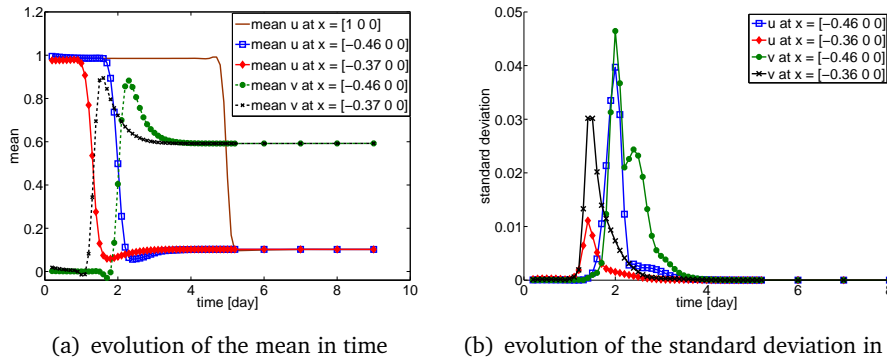 1.2
1
0.8
0.6
0.4
0.2
0
0
2
4
6
8
10
mean
time [day]
mean u at x = [1 0 0]
mean u at x = [−0.46 0 0]
mean u at x = [−0.37 0 0]
mean v at x = [−0.46 0 0]
mean v at x = [−0.37 0 0]
(a) evolution of the mean in time
0.05
0.04
0.03
0.02
0.01
0.00
0
2
4
6
8
standard deviation
time [day]
u at x = [−0.46 0 0]
u at x = [−0.36 0 0]
v at x = [−0.46 0 0]
v at x = [−0.36 0 0]
(b) evolution of the standard deviation in